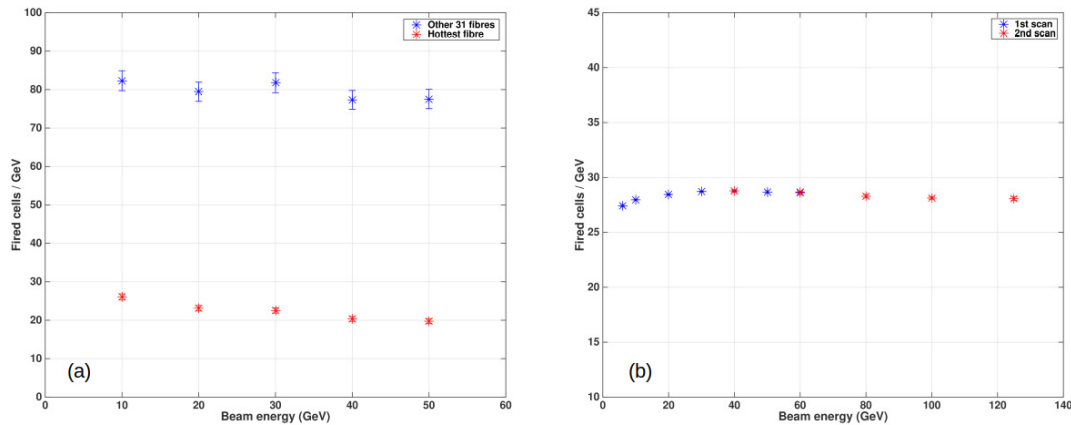 100
90
80
70
60
50
40
30
20
10
0
Fired cells / GeV
Other 31 fibres
Hottest fibre
(a)
0 10 20 30 40 50 60
Beam energy (GeV)
45
40
35
30
25
20
15
10
Fired cells / GeV
1st scan
2nd scan
(b)
0 20 40 60 80 100 120 140
Beam energy (GeV)